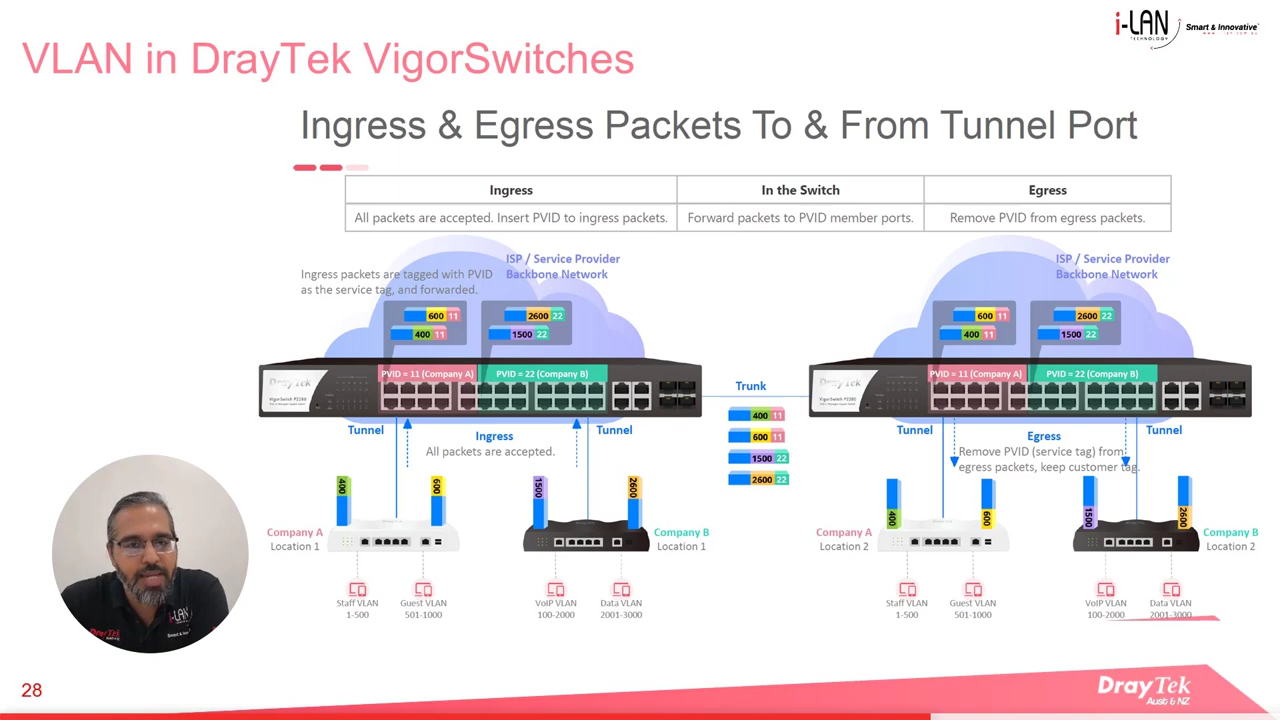 i-LAN
TECHNOLOGY
Smart & Innovative
VLAN in DrayTek VigorSwitches
Ingress & Egress Packets To & From Tunnel Port
Ingress In the Switch Egress
All packets are accepted. Insert PVID to ingress packets. Forward packets to PVID member ports. Remove PVID from egress packets.
Ingress packets are tagged with PVID
as the service tag, and forwarded.
ISP / Service Provider
Backbone Network
ISP / Service Provider
Backbone Network
600 11 2600 22 600 11 2600 22
400 11 1500 22 400 11 1500 22
DrayTek PVID = 11 (Company A) PVID = 22 (Company B) DrayTek PVID = 11 (Company A) PVID = 22 (Company B)
Trunk
400 11
600 11
1500 22
2600 22
Tunnel Ingress Tunnel
All packets are accepted.
Tunnel Egress Tunnel
Remove PVID (service tag) from
egress packets, keep customer tag.
400 600 1500 2600 400 600 1500 2600
Company A
Location 1
DrayTek
Company B
Location 1
Company A
Location 2
DrayTek
Company B
Location 2
Staff VLAN
1-500
Guest VLAN
501-1000
VoIP VLAN
100-2000
Data VLAN
2001-3000
Staff VLAN
1-500
Guest VLAN
501-1000
VoIP VLAN
100-2000
Data VLAN
2001-3000
i-LAN
DrayTek
28
DrayTek
Aust & NZ